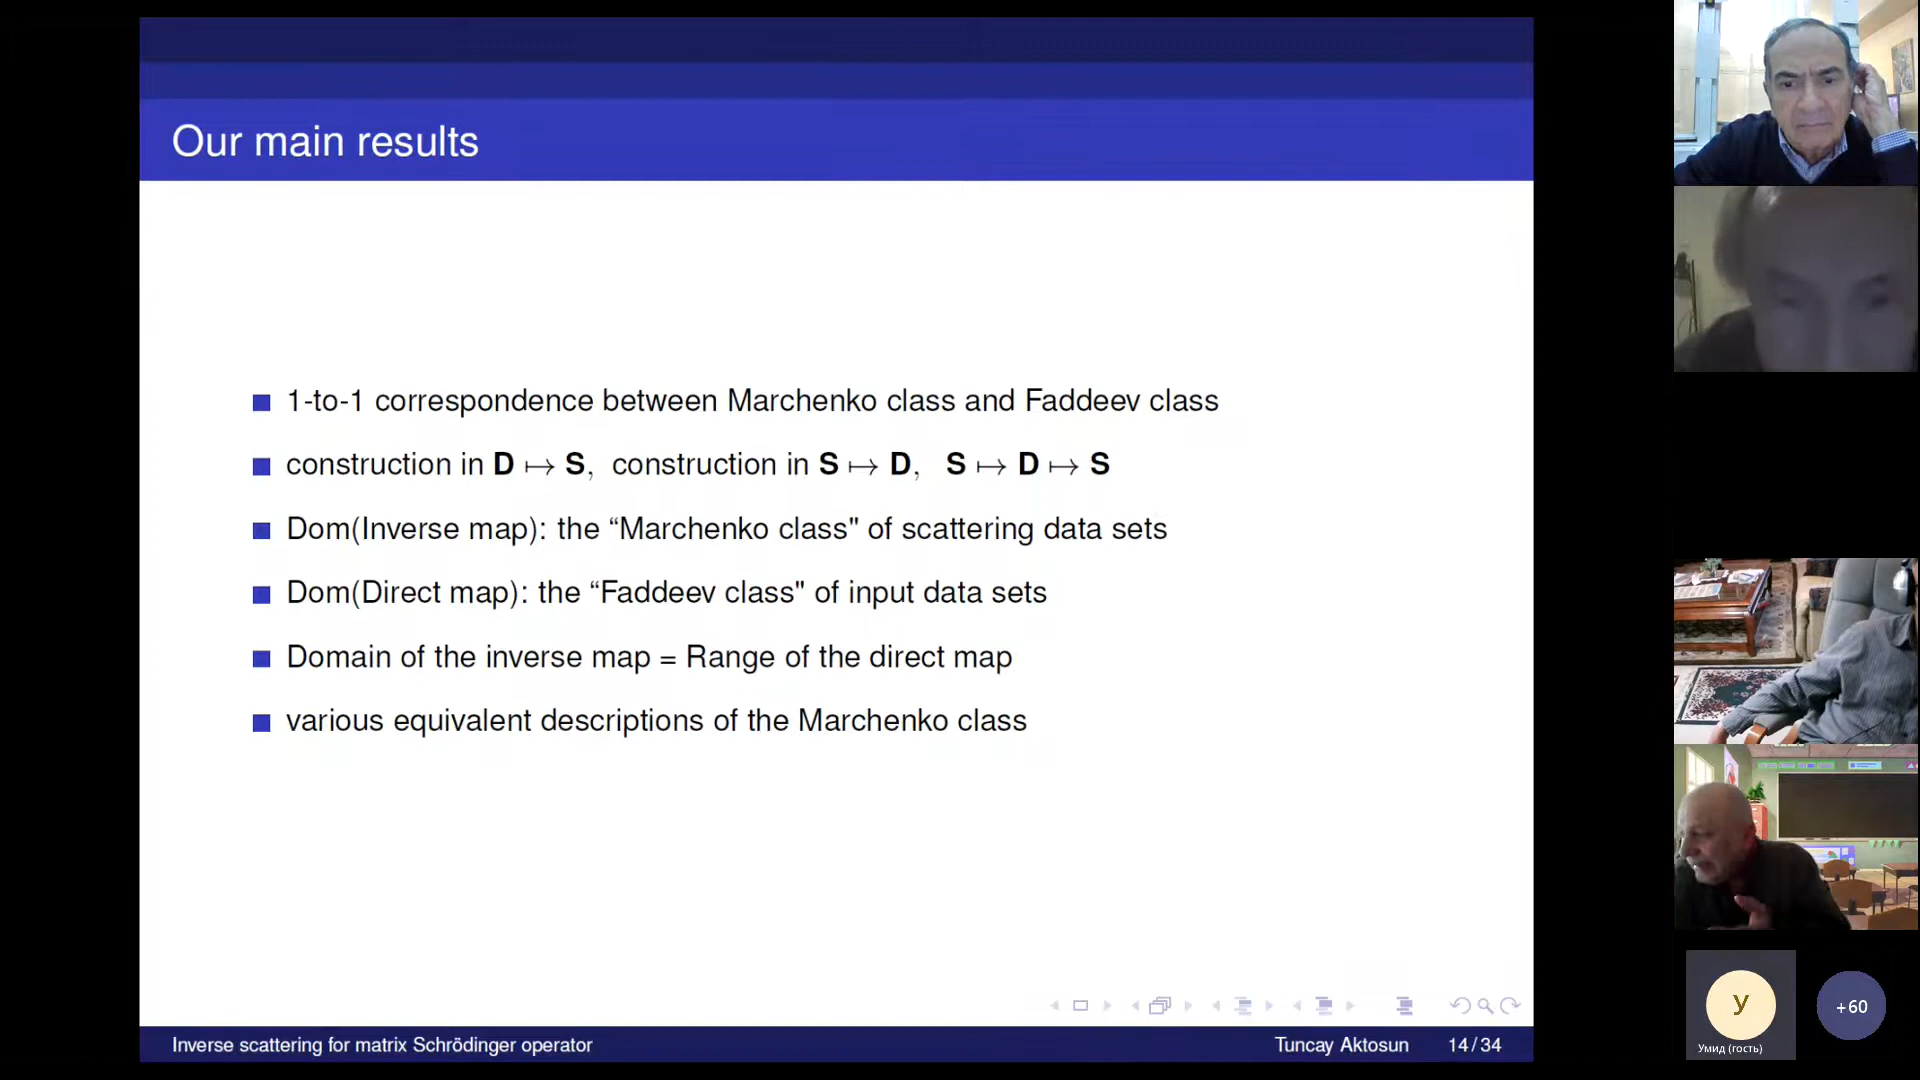 Our main results
1-to-1 correspondence between Marchenko class and Faddeev class
construction in D ↦ S, construction in S ↦ D, S ↦ D ↦ S
Dom(Inverse map): the “Marchenko class" of scattering data sets
Dom(Direct map): the “Faddeev class" of input data sets
Domain of the inverse map = Range of the direct map
various equivalent descriptions of the Marchenko class
Inverse scattering for matrix Schrödinger operator
Tuncay Aktosun
14/34
У
+60
Умид (гость)